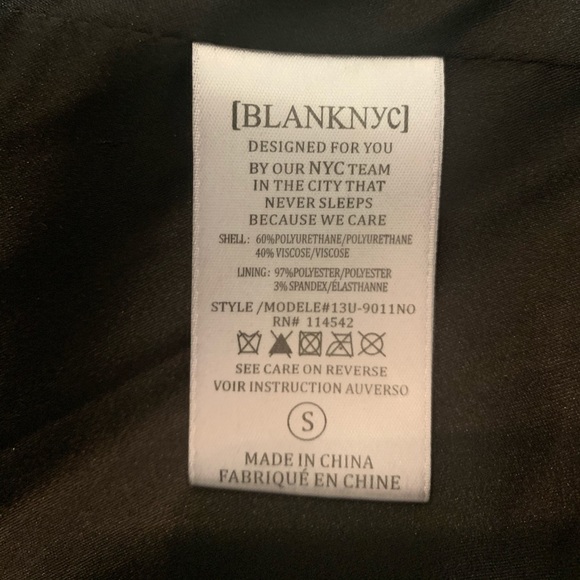 [BLANKNYC]
DESIGNED FOR YOU
BY OUR NYC TEAM
IN THE CITY THAT
NEVER SLEEPS
BECAUSE WE CARE
SHELL: 60%POLYURETHANE/POLYURETHANE
40% VISCOSE/VISCOSE
LINING: 97%POLYESTER/POLYESTER
3% SPANDEX/ÉLASTHANNE
STYLE /MODELE#13U-9011NO
RN# 114542
SEE CARE ON REVERSE
VOIR INSTRUCTION AUVERSO
S
MADE IN CHINA
FABRIQUÉ EN CHINE